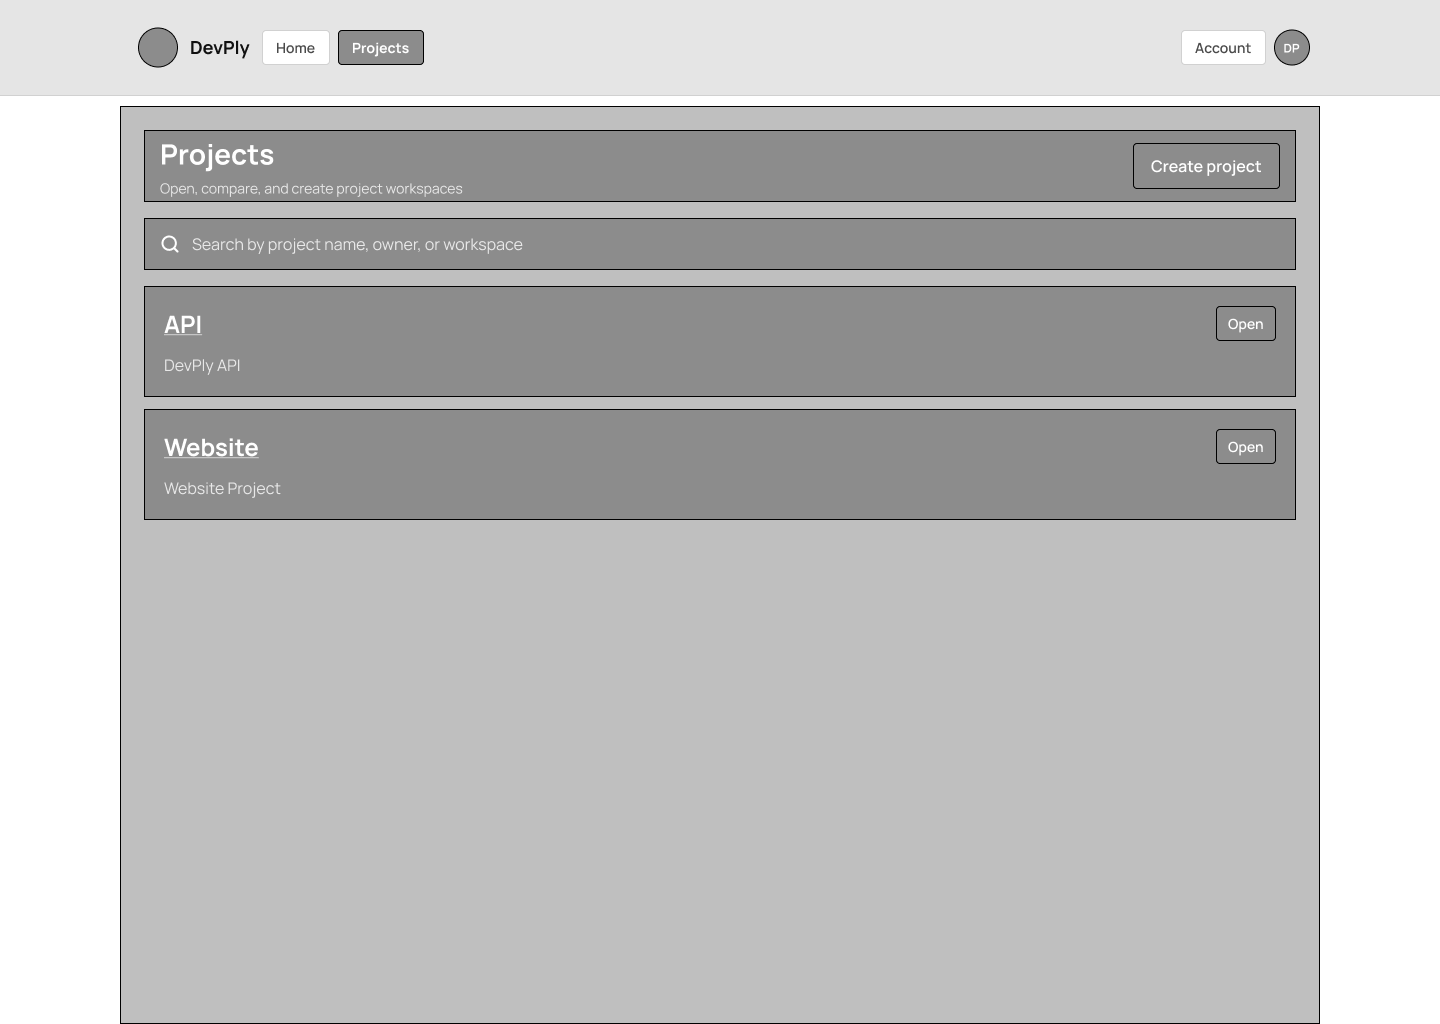 DevPly Home Projects Account DP
Projects
Create project
Open, compare, and create project workspaces
Search by project name, owner, or workspace
API Open
DevPly API
Website Open
Website Project